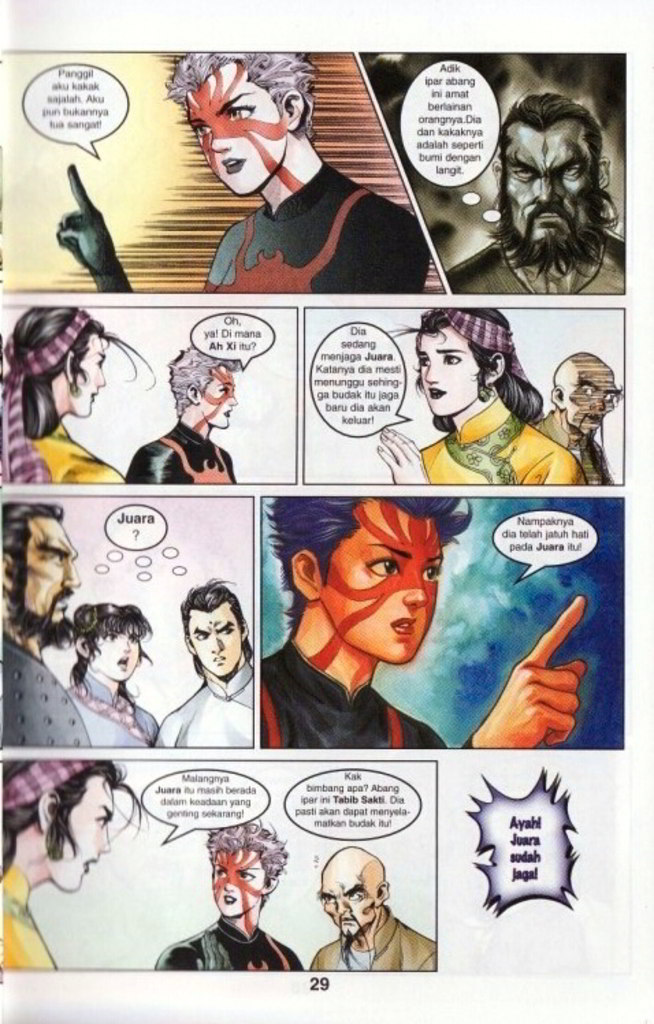 Panggil
aku kakak
sajalah. Aku
pun bukannya
tua sangat!
Adik
ipar abang
ini amat
berlainan
orangnya.Dia
dan kakaknya
adalah seperti
bumi dengan
langit.
Oh,
ya! Di mana
Ah Xi itu?
Dia
sedang
menjaga Juara.
Katanya dia mesti
menunggu sehing-
ga budak itu jaga
baru dia akan
keluar!
Juara
?
Nampaknya
dia telah jatuh hati
pada Juara itu!
Malangnya
Juara itu masih berada
dalam keadaan yang
genting sekarang!
Kak
bimbang apa? Abang
ipar ini Tabib Sakti. Dia
pasti akan dapat menyela-
matkan budak itu!
Ayah!
Juara
sudah
jaga!
29